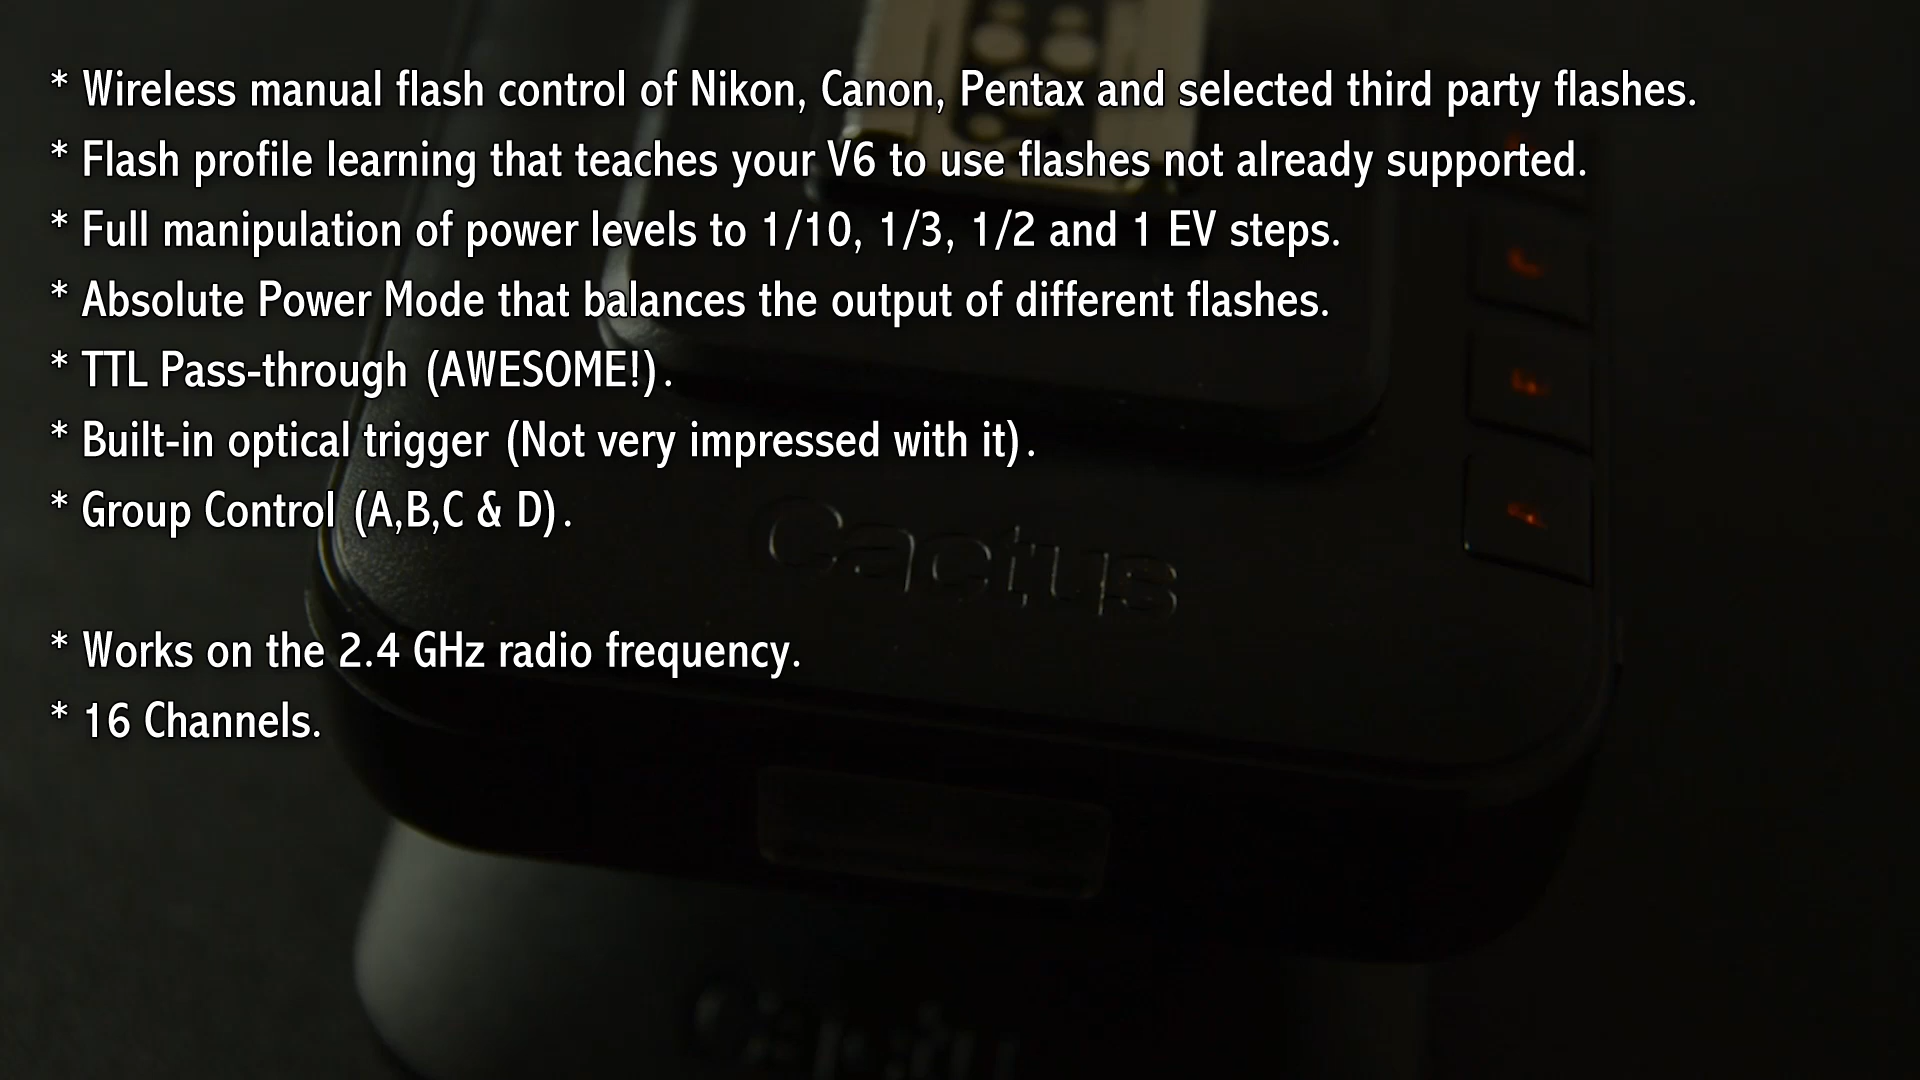 * Wireless manual flash control of Nikon, Canon, Pentax and selected third party flashes.
* Flash profile learning that teaches your V6 to use flashes not already supported.
* Full manipulation of power levels to 1/10, 1/3, 1/2 and 1 EV steps.
* Absolute Power Mode that balances the output of different flashes.
* TTL Pass-through (AWESOME!).
* Built-in optical trigger (Not very impressed with it).
* Group Control (A,B,C & D).
Cactus
* Works on the 2.4 GHz radio frequency.
* 16 Channels.